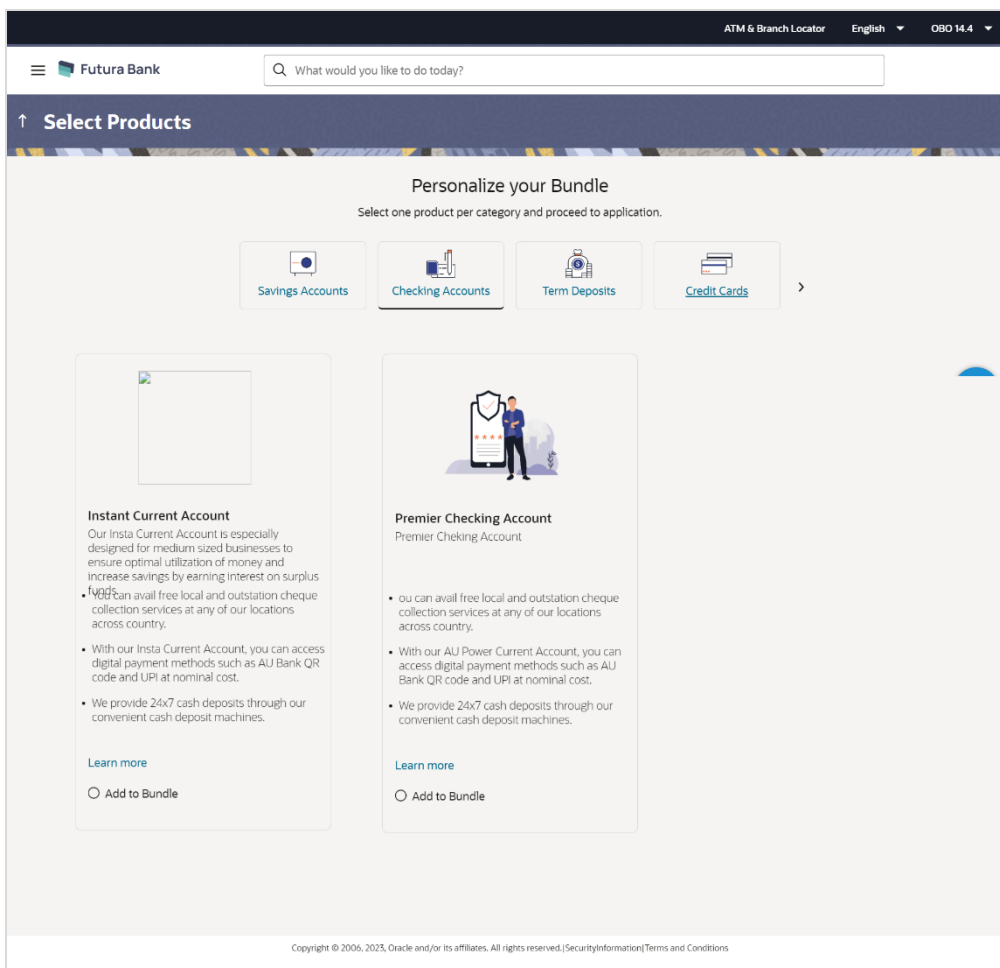 ATM & Branch Locator English OBO 14.4
Futura Bank
What would you like to do today?
Select Products
Personalize your Bundle
Select one product per category and proceed to application.
Savings Accounts
Checking Accounts
Term Deposits
Credit Cards
Instant Current Account
Our Insta Current Account is especially
designed for medium sized businesses to
ensure optimal utilization of money and
increase savings by earning interest on surplus
funds.
• You can avail free local and outstation cheque
collection services at any of our locations
across country.
• With our Insta Current Account, you can access
digital payment methods such as AU Bank QR
code and UPI at nominal cost.
• We provide 24x7 cash deposits through our
convenient cash deposit machines.
Learn more
Add to Bundle
Premier Checking Account
Premier Cheking Account
• ou can avail free local and outstation cheque
collection services at any of our locations
across country.
• With our AU Power Current Account, you can
access digital payment methods such as AU
Bank QR code and UPI at nominal cost.
• We provide 24x7 cash deposits through our
convenient cash deposit machines.
Learn more
Add to Bundle
Copyright © 2006, 2023, Oracle and/or its affiliates. All rights reserved.|SecurityInformation|Terms and Conditions